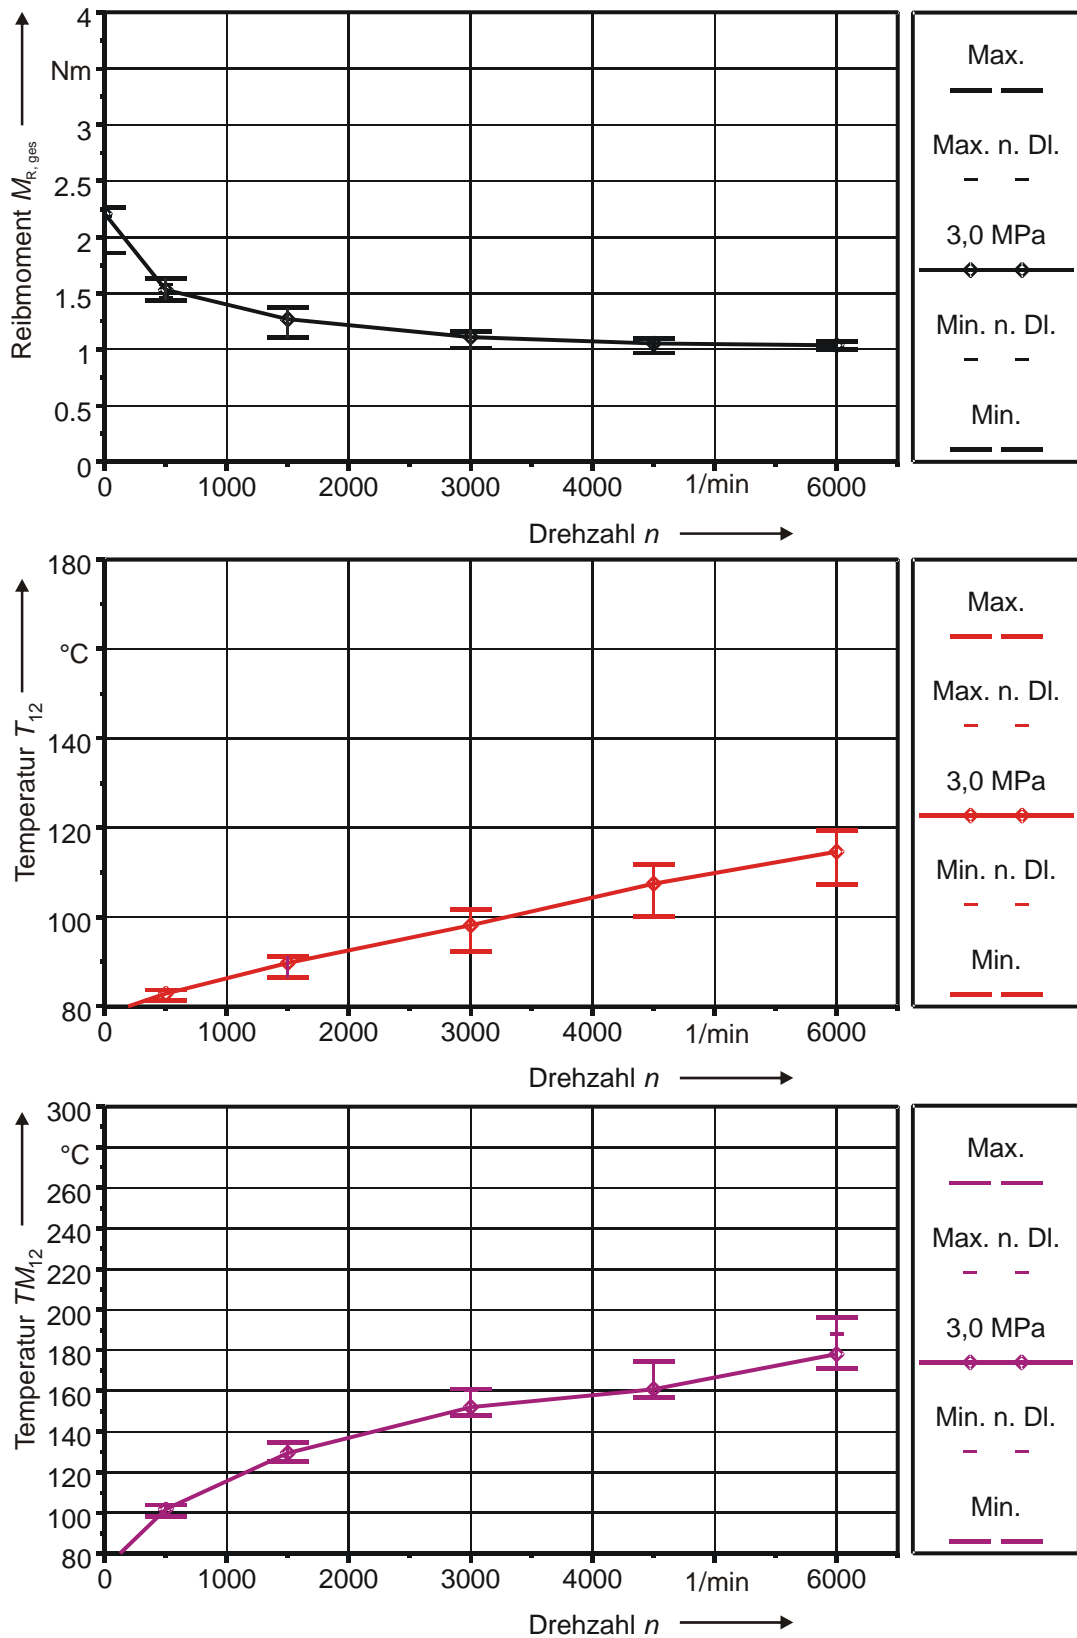 Reibmoment M R, ges
4
Nm
3
2.5
2
1.5
1
0.5
0
0 1000 2000 3000 4000 1/min 6000
Drehzahl n
Max.
Max. n. Dl.
3,0 MPa
Min. n. Dl.
Min.
Temperatur T12
180
°C
140
120
100
80
0 1000 2000 3000 4000 1/min 6000
Drehzahl n
Max.
Max. n. Dl.
3,0 MPa
Min. n. Dl.
Min.
Temperatur TM12
300
°C
260
240
220
200
180
160
140
120
100
80
0 1000 2000 3000 4000 1/min 6000
Drehzahl n
Max.
Max. n. Dl.
3,0 MPa
Min. n. Dl.
Min.